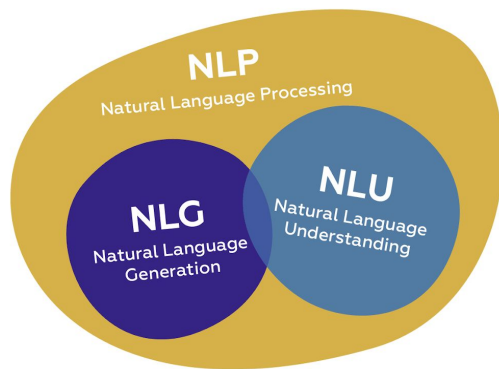 NLP
Natural Language Processing
NLG
Natural Language
Generation
NLU
Natural Language
Understanding